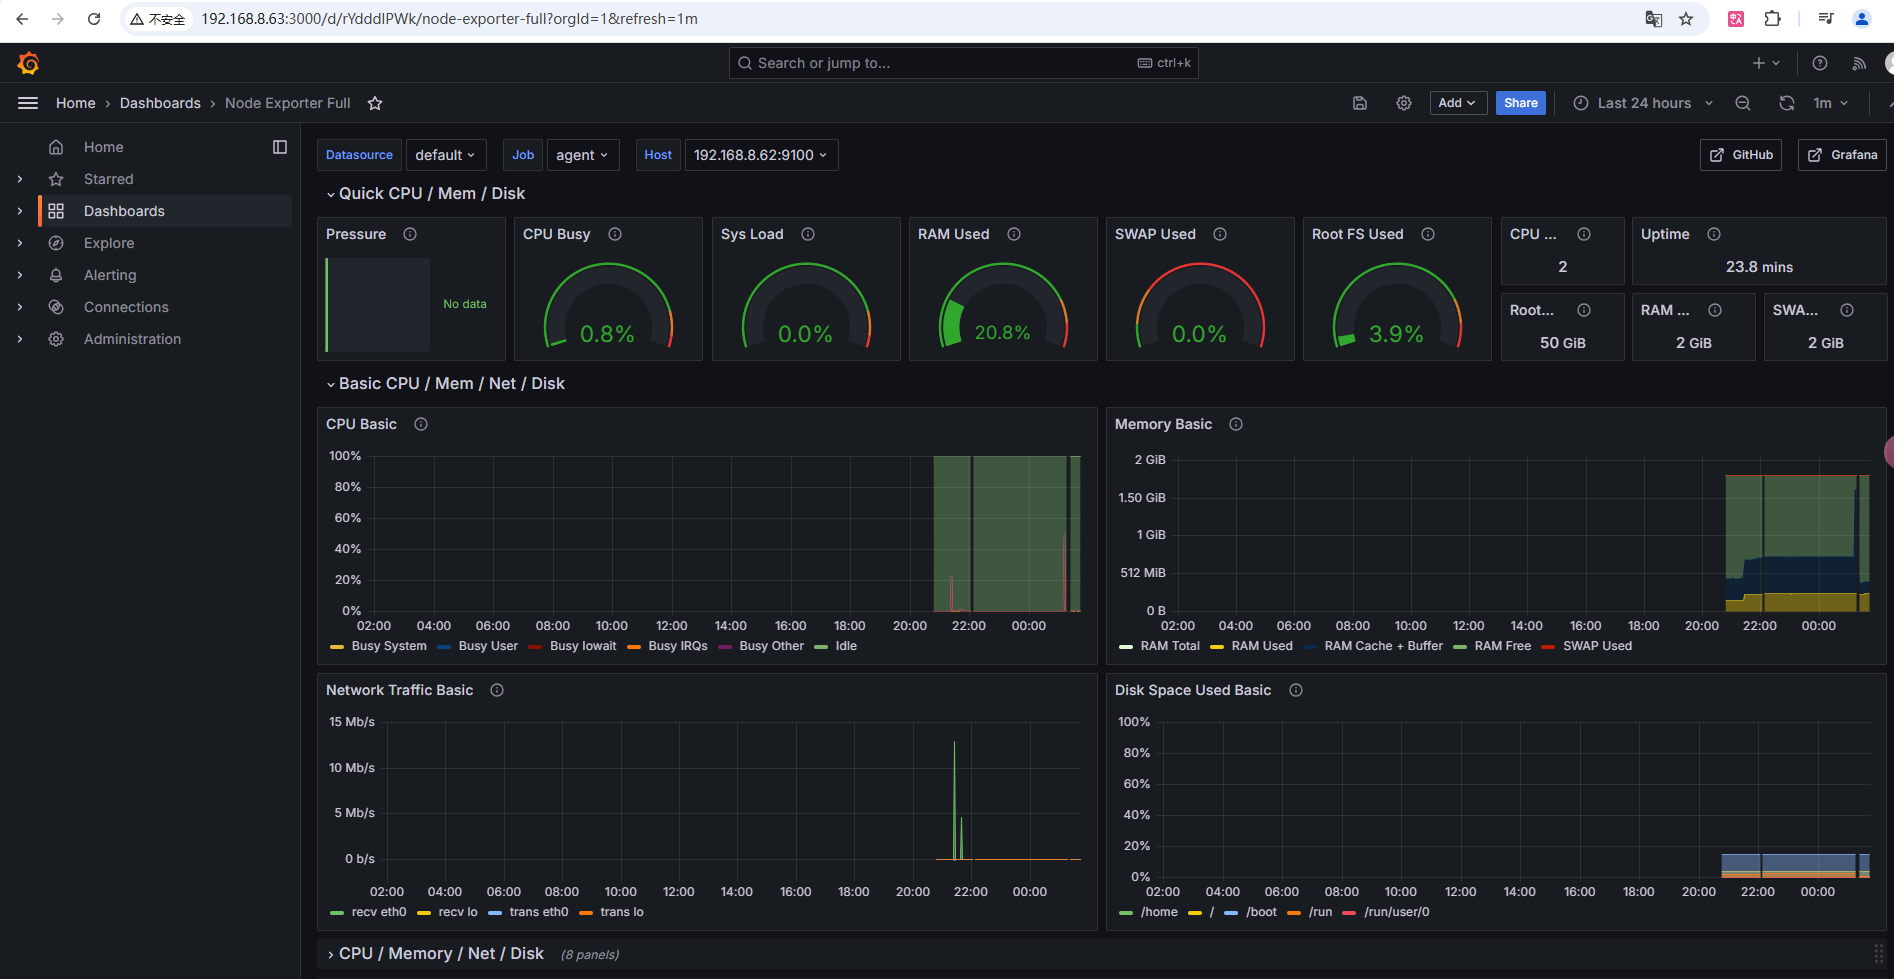 不安全 192.168.8.63:3000/d/rYdddlPWk/node-exporter-full?orgId=1&refresh=1m
Search or jump to... ctrl+k
Home › Dashboards › Node Exporter Full
Add Share Last 24 hours 1m
Home
Starred
Dashboards
Explore
Alerting
Connections
Administration
Datasource default Job agent Host 192.168.8.62:9100 GitHub Grafana
Quick CPU / Mem / Disk
Pressure
No data
CPU Busy
0.8%
Sys Load
0.0%
RAM Used
20.8%
SWAP Used
0.0%
Root FS Used
3.9%
CPU ...
2
Uptime
23.8 mins
Root...
50 GiB
RAM ...
2 GiB
SWA...
2 GiB
Basic CPU / Mem / Net / Disk
CPU Basic
100%
80%
60%
40%
20%
0%
02:00 04:00 06:00 08:00 10:00 12:00 14:00 16:00 18:00 20:00 22:00 00:00
Busy System Busy User Busy Iowait Busy IRQs Busy Other Idle
Memory Basic
2 GiB
1.50 GiB
1 GiB
512 MiB
0 B
02:00 04:00 06:00 08:00 10:00 12:00 14:00 16:00 18:00 20:00 22:00 00:00
RAM Total RAM Used RAM Cache + Buffer RAM Free SWAP Used
Network Traffic Basic
15 Mb/s
10 Mb/s
5 Mb/s
0 b/s
02:00 04:00 06:00 08:00 10:00 12:00 14:00 16:00 18:00 20:00 22:00 00:00
recv eth0 recv lo trans eth0 trans lo
Disk Space Used Basic
100%
80%
60%
40%
20%
0%
02:00 04:00 06:00 08:00 10:00 12:00 14:00 16:00 18:00 20:00 22:00 00:00
/home / /boot /run /run/user/0
CPU / Memory / Net / Disk (8 panels)